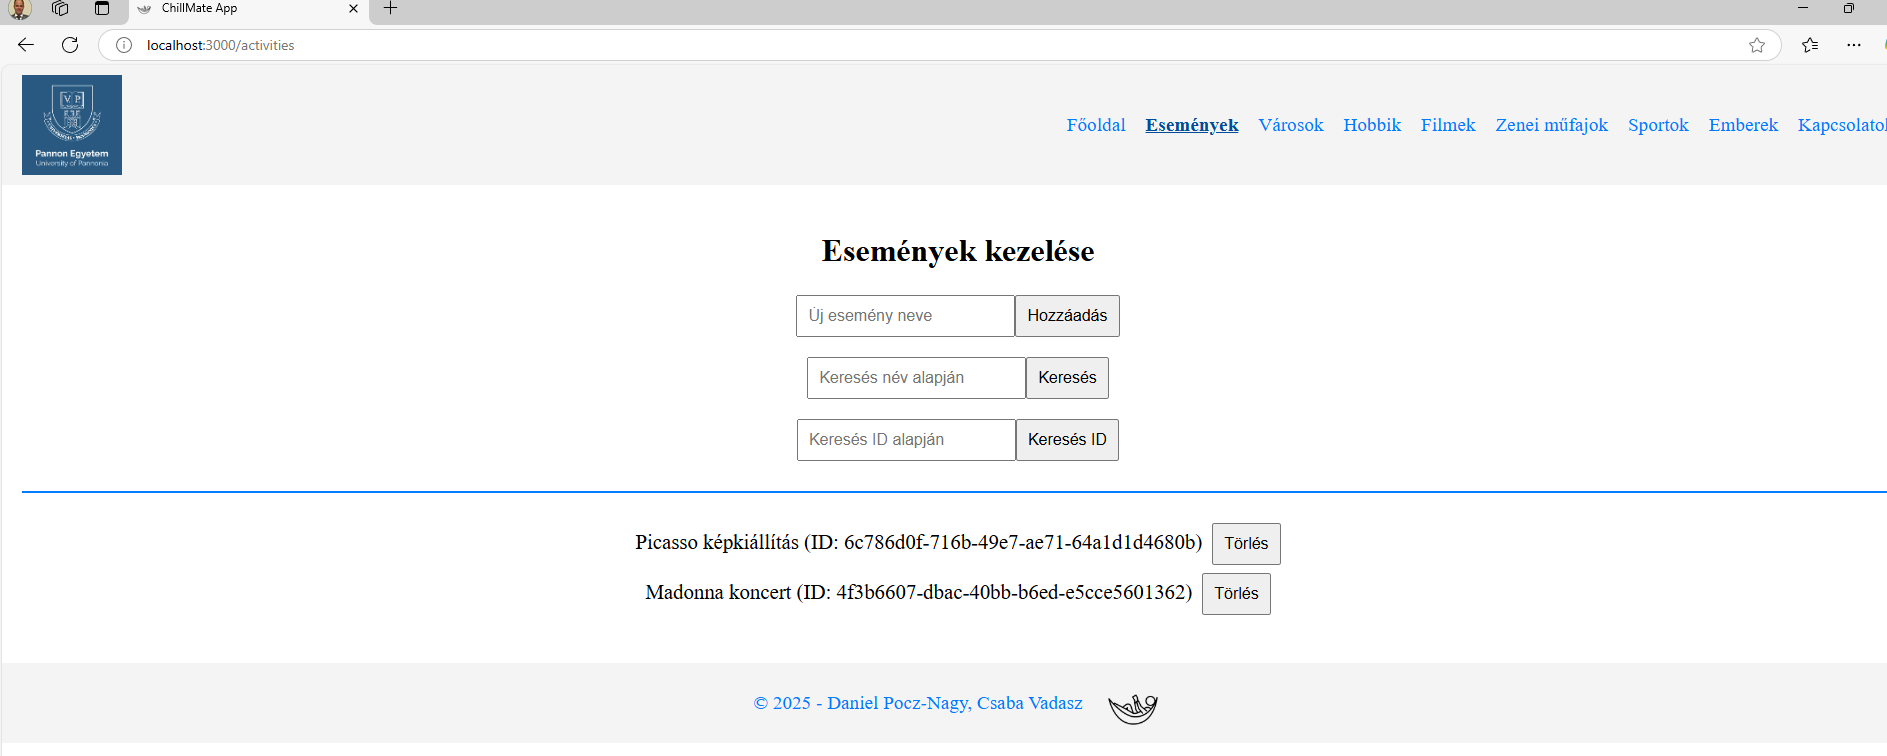 ChillMate App
localhost:3000/activities
VP
Pannon Egyetem
University of Pannonia
Főoldal Események Városok Hobbik Filmek Zenei műfajok Sportok Emberek Kapcsolatok
Események kezelése
Új esemény neve Hozzáadás
Keresés név alapján Keresés
Keresés ID alapján Keresés ID
Picasso képkiállítás (ID: 6c786d0f-716b-49e7-ae71-64a1d1d4680b) Törlés
Madonna koncert (ID: 4f3b6607-dbac-40bb-b6ed-e5cce5601362) Törlés
© 2025 - Daniel Pocz-Nagy, Csaba Vadasz